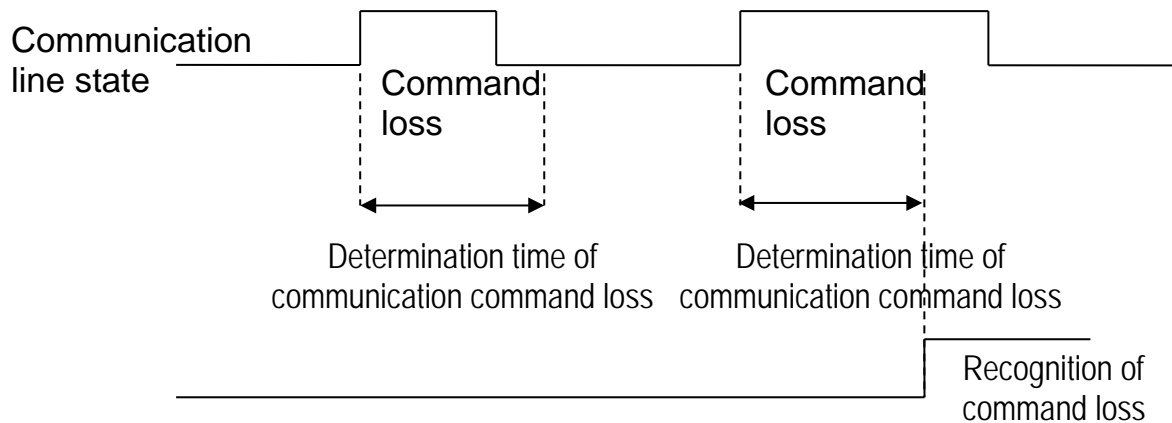 Communication
line state
Command
loss
Command
loss
Determination time of
communication command loss
Determination time of
communication command loss
Recognition of
command loss